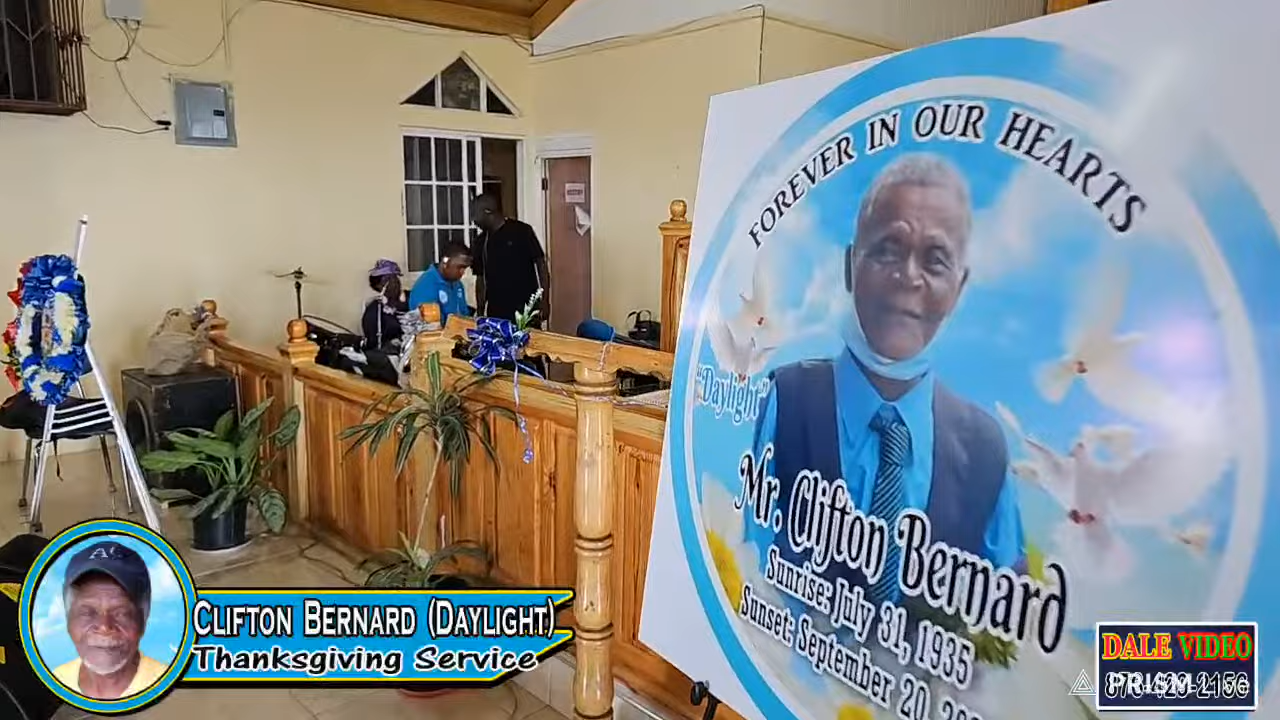 FOREVER IN OUR HEARTS
"Daylight"
Mr. Clifton Bernard
Sunrise: July 31, 1935
Sunset: September 20,
CLIFTON BERNARD (DAYLIGHT)
Thanksgiving Service
DALE VIDEO